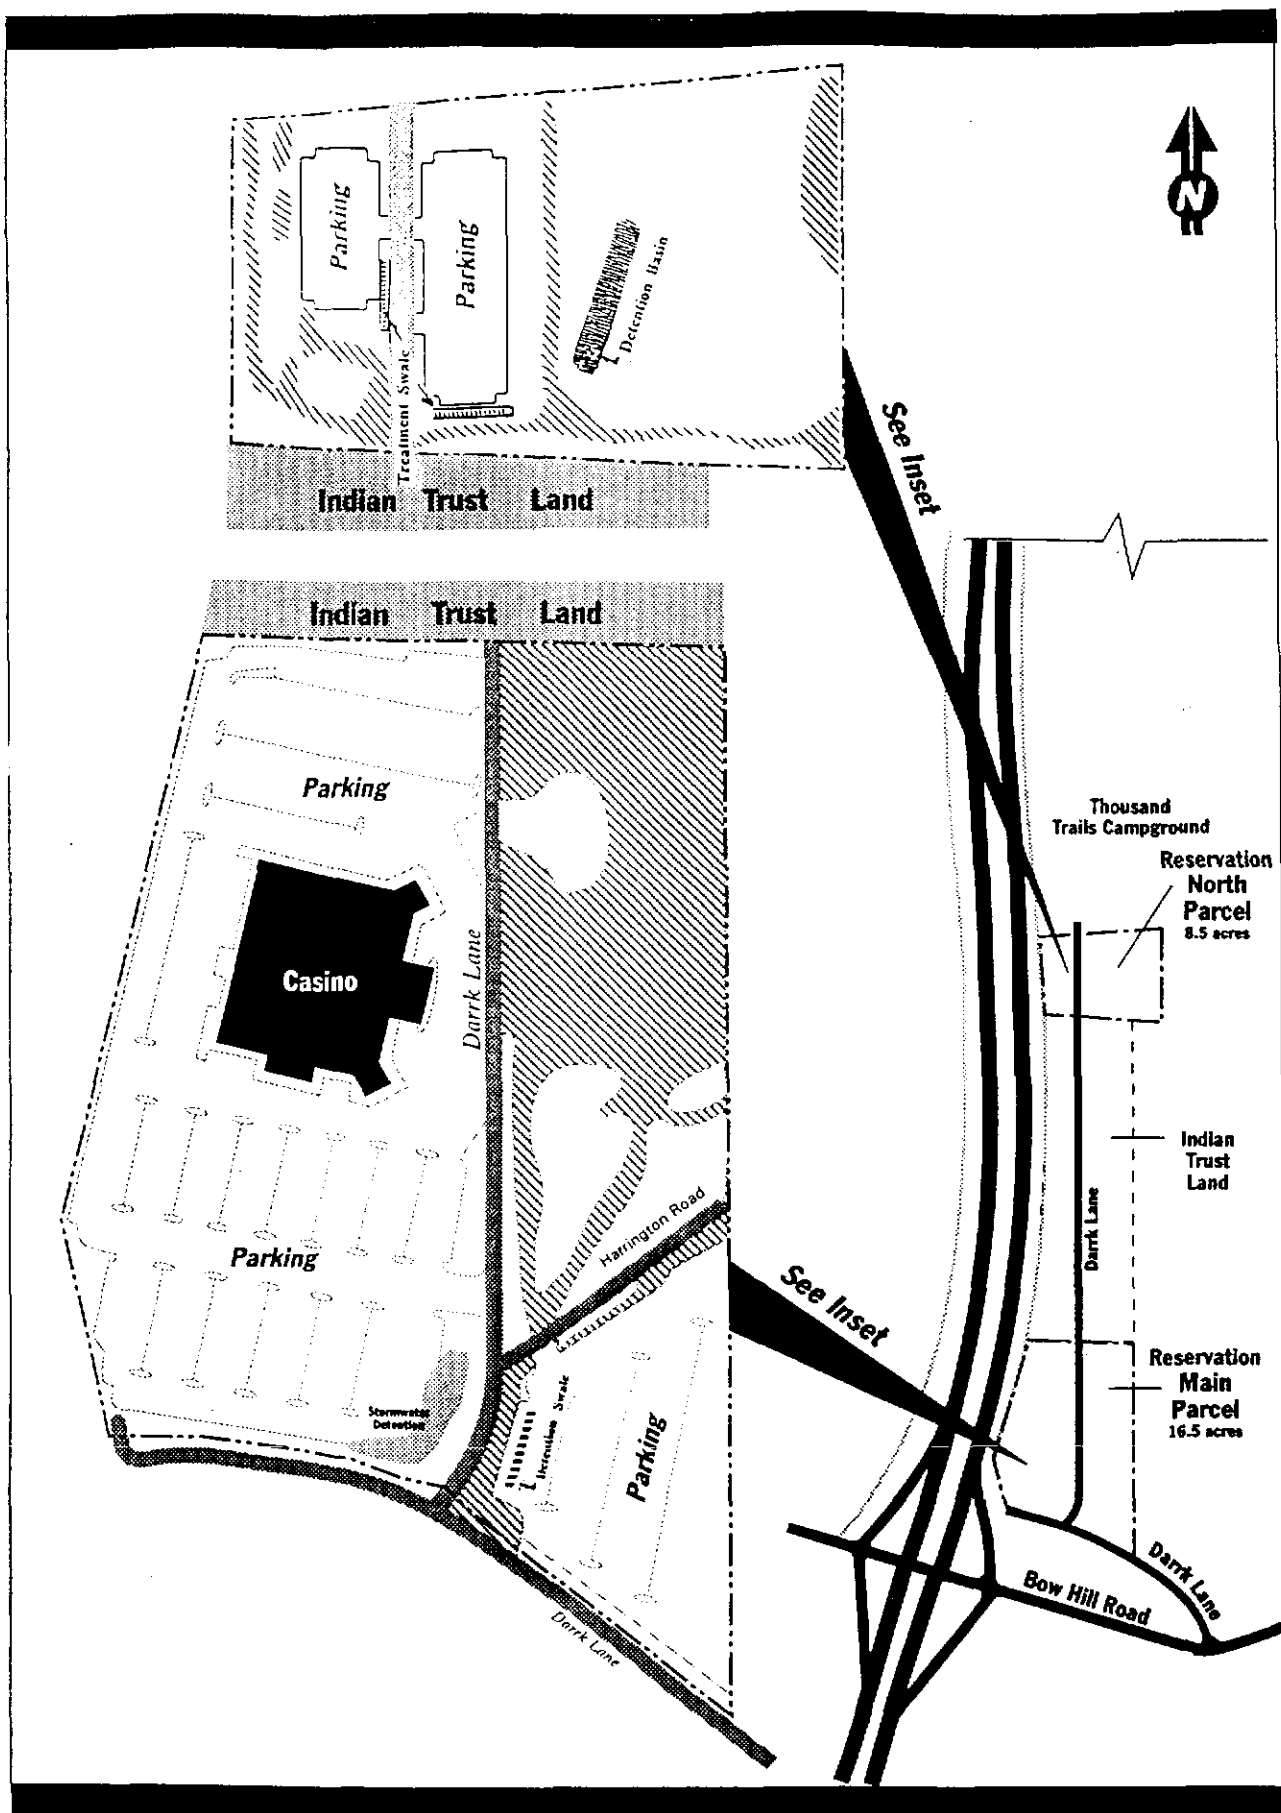 N
Parking
Parking
Detention Basin
Treatment Swale
See Inset
Indian Trust Land
Indian Trust Land
Parking
Thousand
Trails Campground
Reservation
North
Parcel
8.5 acres
Casino
Darrk Lane
Indian
Trust
Land
Darrk Lane
Harrington Road
Parking
See Inset
Reservation
Main
Parcel
16.5 acres
Stormwater
Detention
Detention Swale
Parking
Darrk Lane
Bow Hill Road
Darrk Lane